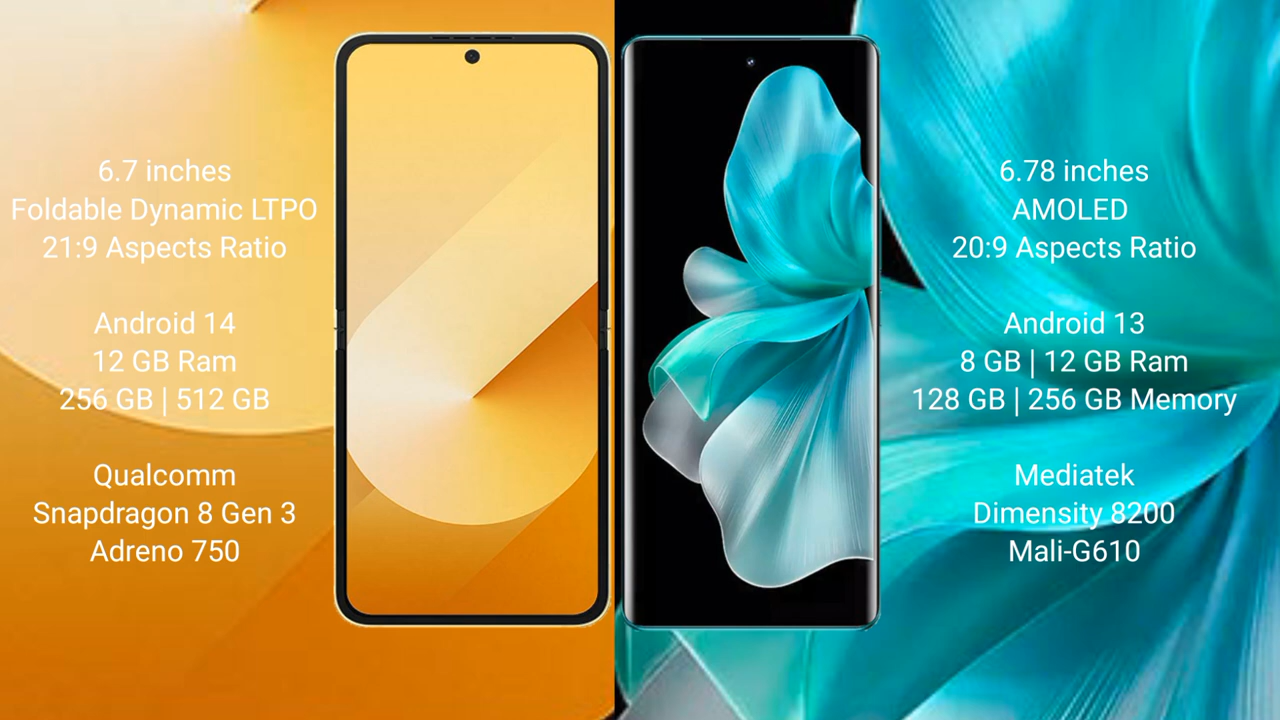 6.7 inches
Foldable Dynamic LTPO
21:9 Aspects Ratio
Android 14
12 GB Ram
256 GB | 512 GB
Qualcomm
Snapdragon 8 Gen 3
Adreno 750
6.78 inches
AMOLED
20:9 Aspects Ratio
Android 13
8 GB | 12 GB Ram
128 GB | 256 GB Memory
Mediatek
Dimensity 8200
Mali-G610